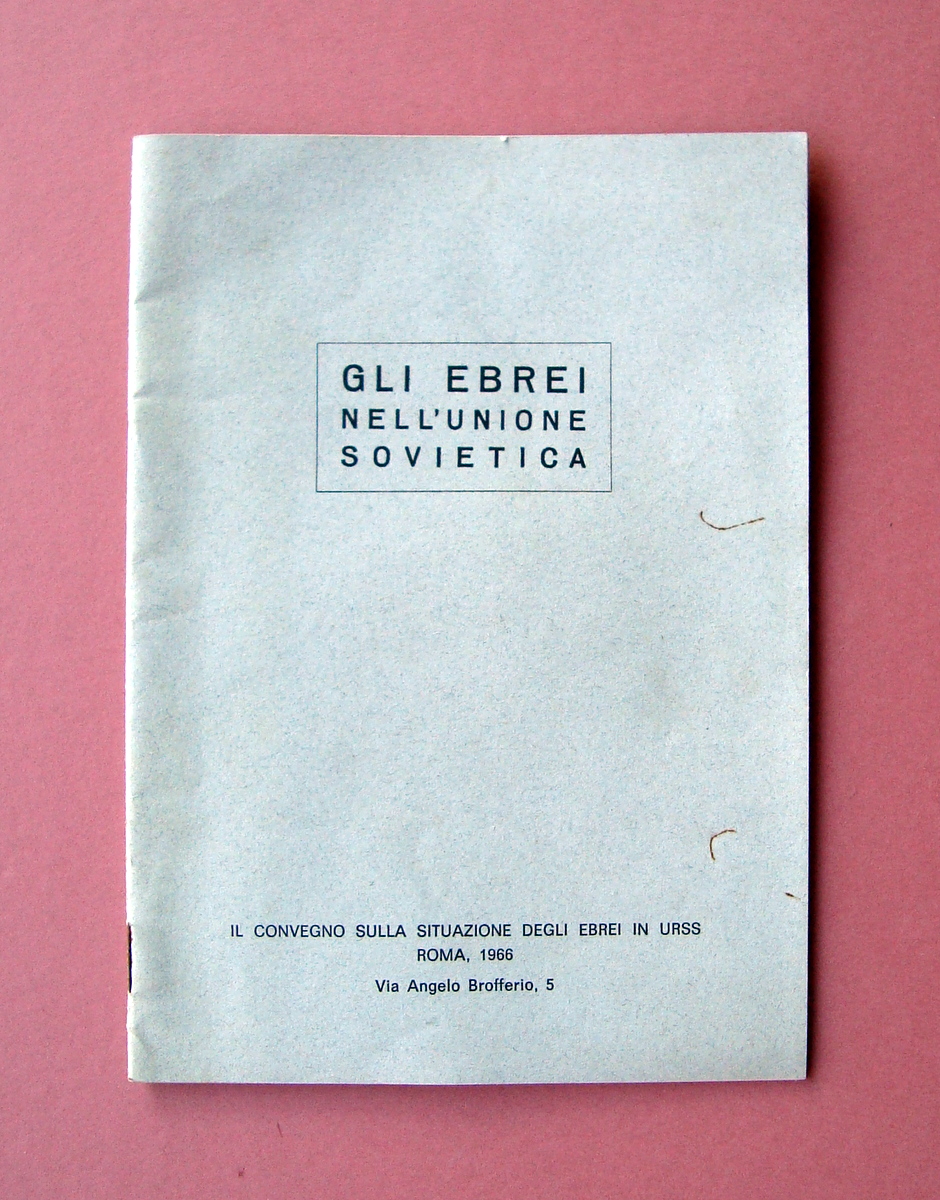 GLI EBREI
NELL'UNIONE
SOVIETICA
IL CONVEGNO SULLA SITUAZIONE DEGLI EBREI IN URSS
ROMA, 1966
Via Angelo Brofferio, 5